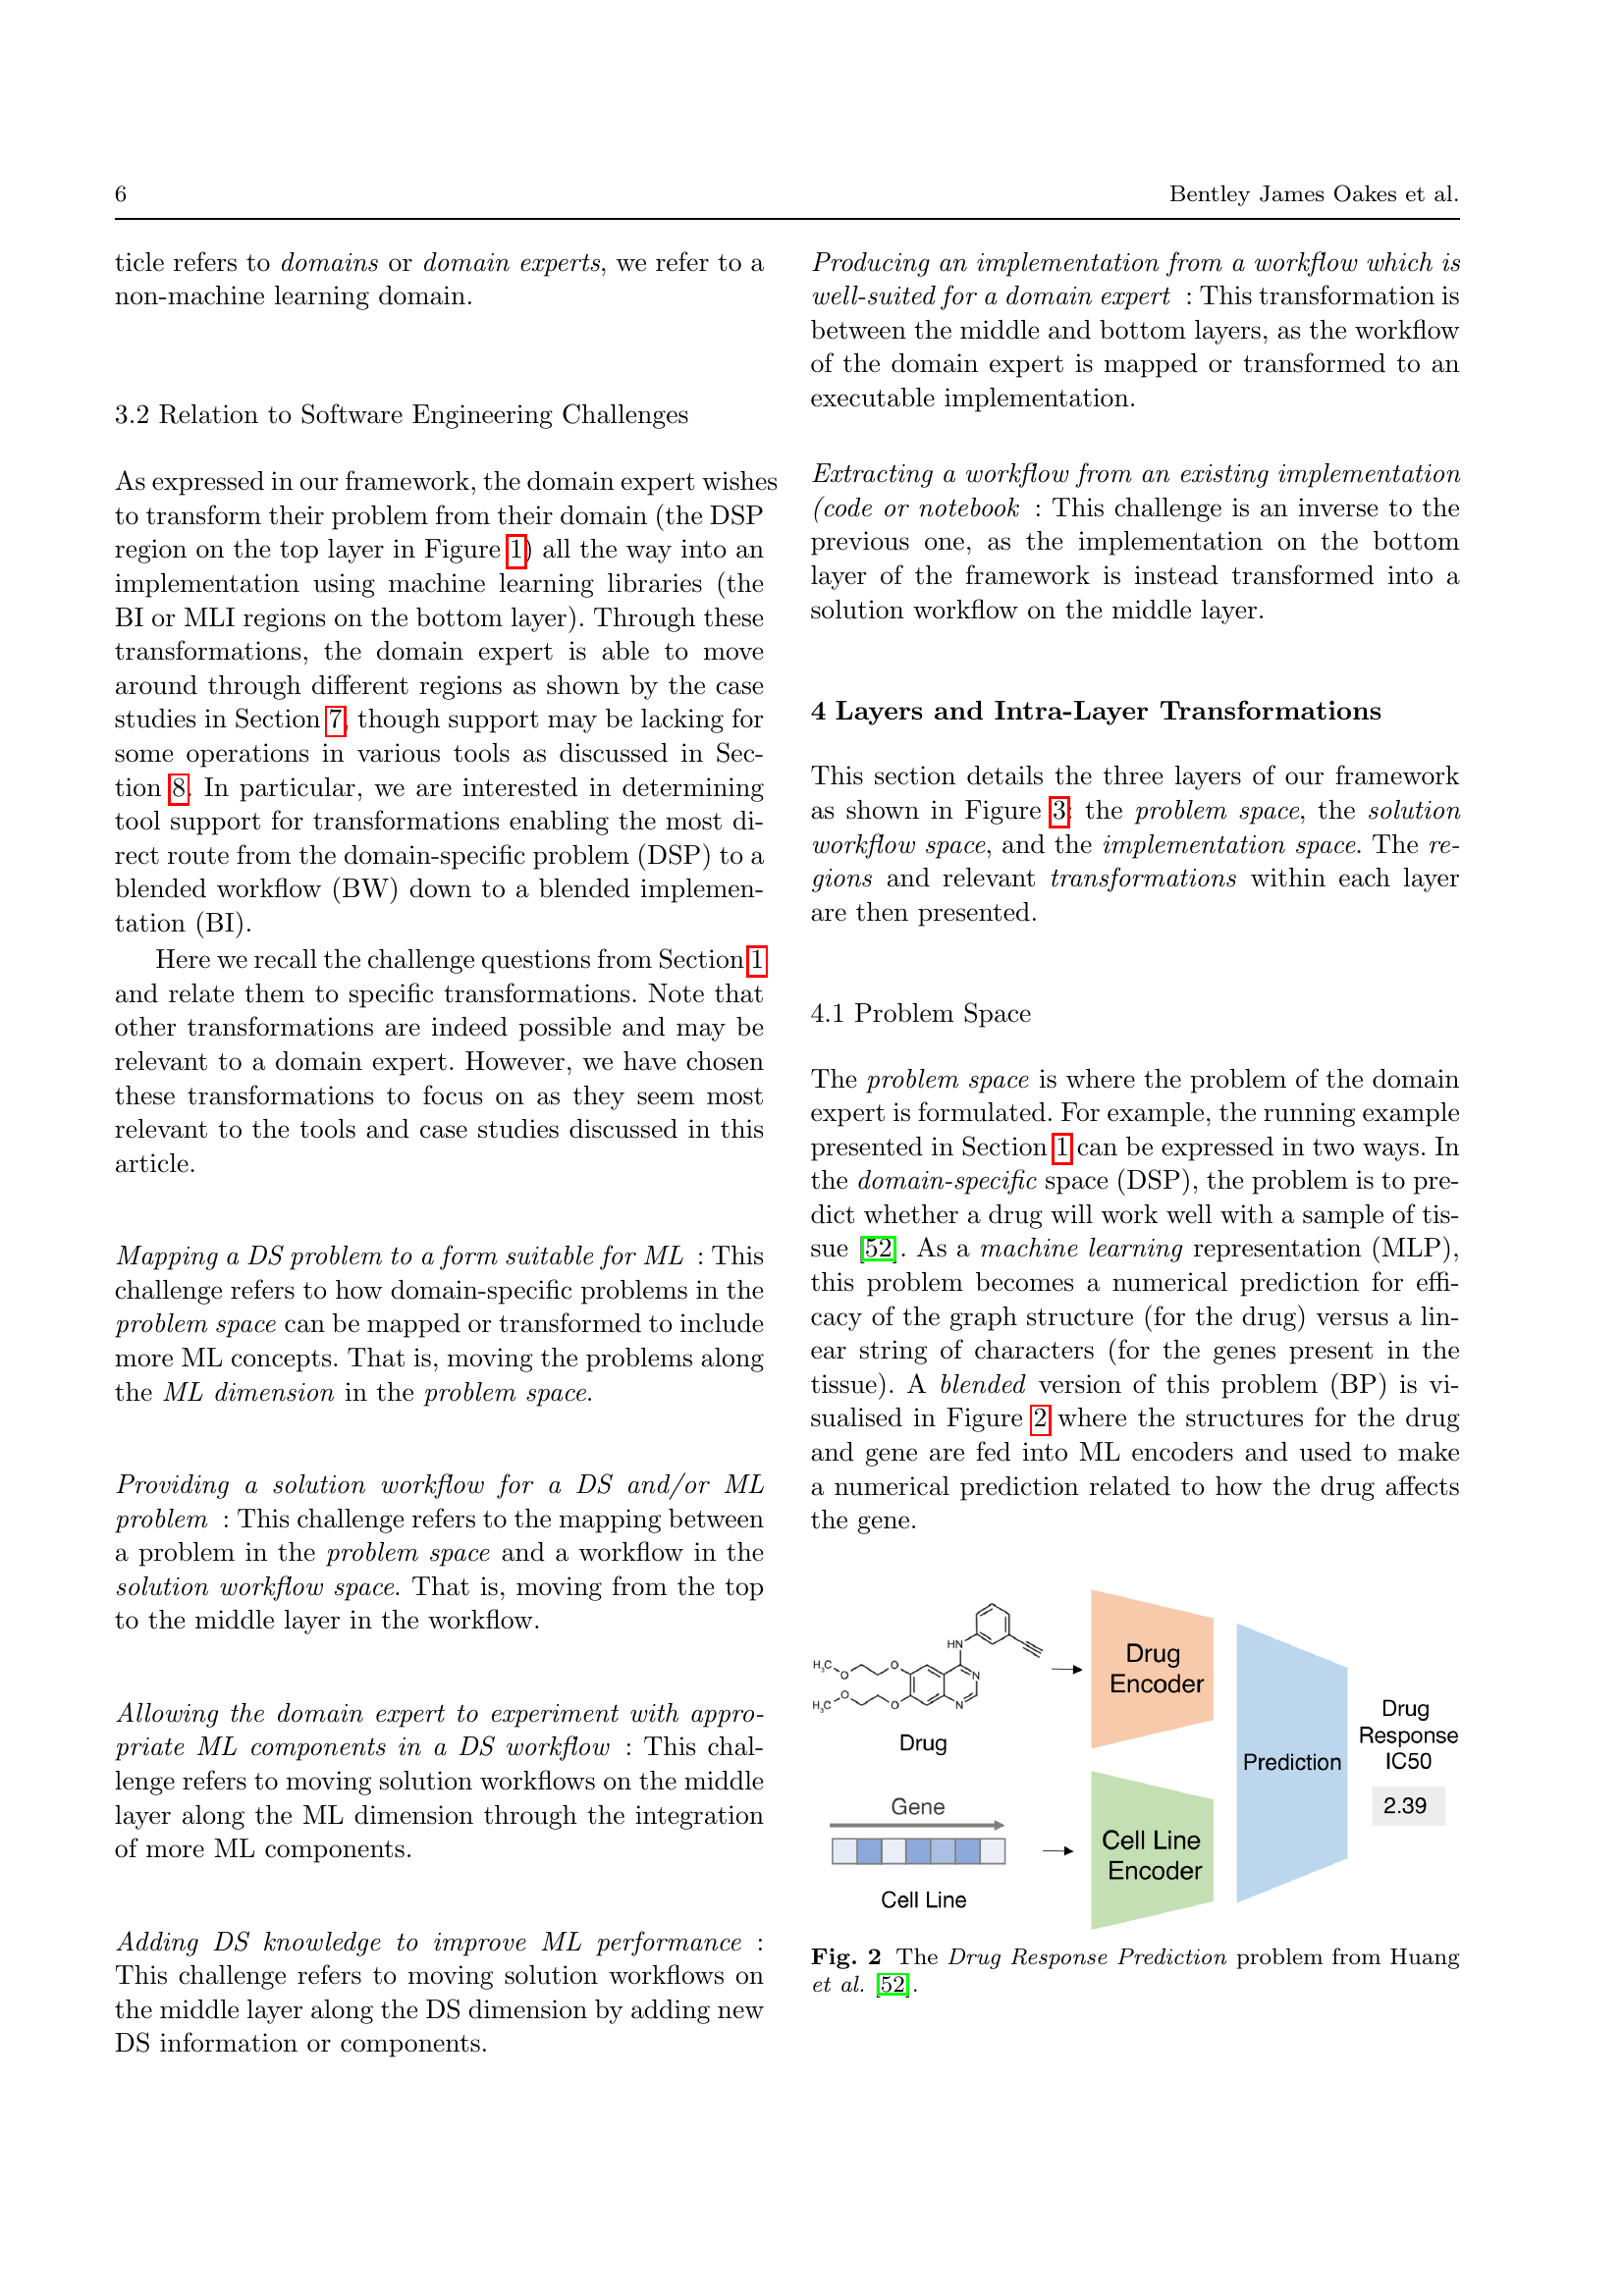 6
Bentley James Oakes et al.
ticle refers to domains or domain experts, we refer to a
non-machine learning domain.
3.2 Relation to Software Engineering Challenges
As expressed in our framework, the domain expert wishes
to transform their problem from their domain (the DSP
region on the top layer in Figure 1) all the way into an
implementation using machine learning libraries (the
BI or MLI regions on the bottom layer). Through these
transformations, the domain expert is able to move
around through different regions as shown by the case
studies in Section 7, though support may be lacking for
some operations in various tools as discussed in Sec-
tion 8. In particular, we are interested in determining
tool support for transformations enabling the most di-
rect route from the domain-specific problem (DSP) to a
blended workflow (BW) down to a blended implemen-
tation (BI).
Here we recall the challenge questions from Section 1
and relate them to specific transformations. Note that
other transformations are indeed possible and may be
relevant to a domain expert. However, we have chosen
these transformations to focus on as they seem most
relevant to the tools and case studies discussed in this
article.
Mapping a DS problem to a form suitable for ML : This
challenge refers to how domain-specific problems in the
problem space can be mapped or transformed to include
more ML concepts. That is, moving the problems along
the ML dimension in the problem space.
Providing a solution workflow for a DS and/or ML
problem : This challenge refers to the mapping between
a problem in the problem space and a workflow in the
solution workflow space. That is, moving from the top
to the middle layer in the workflow.
Allowing the domain expert to experiment with appro-
priate ML components in a DS workflow : This chal-
lenge refers to moving solution workflows on the middle
layer along the ML dimension through the integration
of more ML components.
Adding DS knowledge to improve ML performance :
This challenge refers to moving solution workflows on
the middle layer along the DS dimension by adding new
DS information or components.
Producing an implementation from a workflow which is
well-suited for a domain expert : This transformation is
between the middle and bottom layers, as the workflow
of the domain expert is mapped or transformed to an
executable implementation.
Extracting a workflow from an existing implementation
(code or notebook : This challenge is an inverse to the
previous one, as the implementation on the bottom
layer of the framework is instead transformed into a
solution workflow on the middle layer.
4 Layers and Intra-Layer Transformations
This section details the three layers of our framework
as shown in Figure 3: the problem space, the solution
workflow space, and the implementation space. The re-
gions and relevant transformations within each layer
are then presented.
4.1 Problem Space
The problem space is where the problem of the domain
expert is formulated. For example, the running example
presented in Section 1 can be expressed in two ways. In
the domain-specific space (DSP), the problem is to pre-
dict whether a drug will work well with a sample of tis-
sue [52]. As a machine learning representation (MLP),
this problem becomes a numerical prediction for effi-
cacy of the graph structure (for the drug) versus a lin-
ear string of characters (for the genes present in the
tissue). A blended version of this problem (BP) is vi-
sualised in Figure 2 where the structures for the drug
and gene are fed into ML encoders and used to make
a numerical prediction related to how the drug affects
the gene.
HN
H3C
O
O
N
H3C
O
O
N
Drug
Drug
Encoder
Gene
Cell Line
Cell Line
Encoder
Prediction
Drug
Response
IC50
2.39
Fig. 2 The Drug Response Prediction problem from Huang
et al. [52].